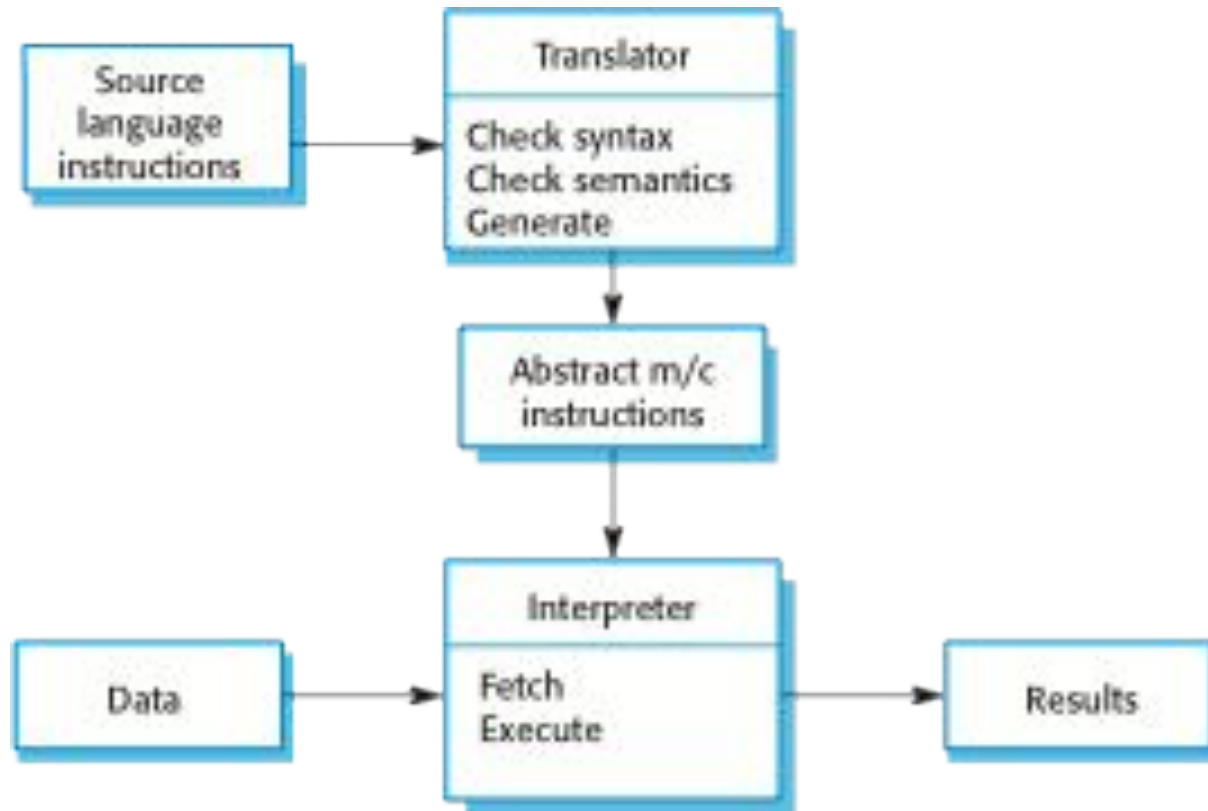 Source
language
instructions
Translator
Check syntax
Check semantics
Generate
Abstract m/c
instructions
Interpreter
Fetch
Execute
Data
Results